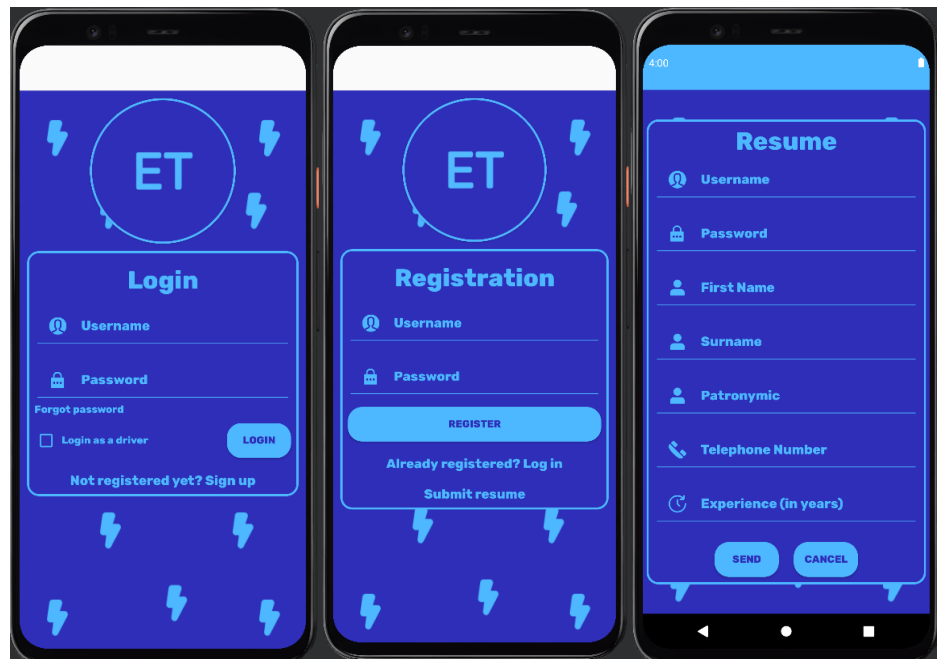 ET
Login
Username
Password
Forgot password
Login as a driver
LOGIN
Not registered yet? Sign up
ET
Registration
Username
Password
REGISTER
Already registered? Log in
Submit resume
4:00
Resume
Username
Password
First Name
Surname
Patronymic
Telephone Number
Experience (in years)
SEND
CANCEL